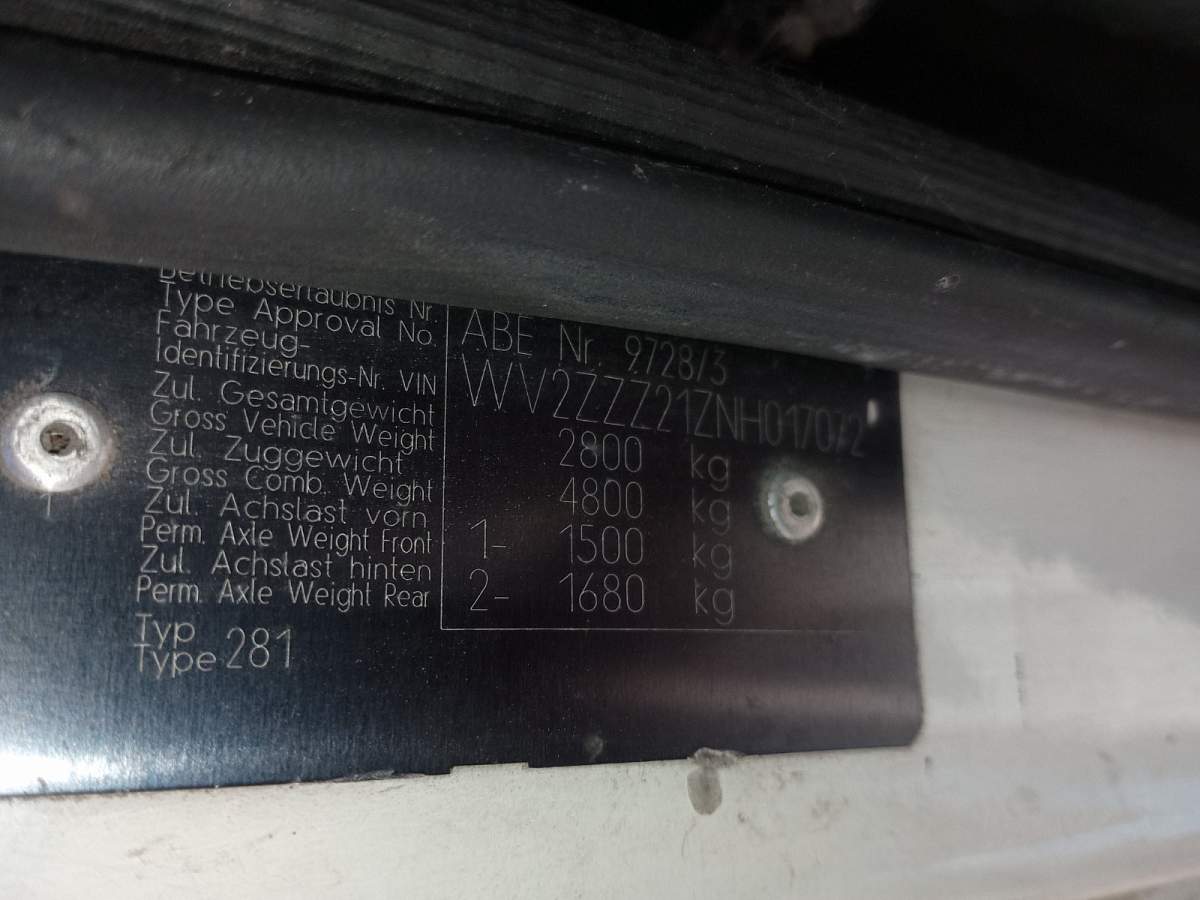 Betriebserlaubnis Nr.
Type Approval No. ABE Nr. 9728/3
Fahrzeug-
Identifizierungs-Nr. VIN WV2ZZZ21ZNH017072
Zul. Gesamtgewicht
Gross Vehicle Weight 2800 kg
Zul. Zuggewicht
Gross Comb. Weight 4800 kg
Zul. Achslast vorn
Perm. Axle Weight Front 1- 1500 kg
Zul. Achslast hinten
Perm. Axle Weight Rear 2- 1680 kg
Typ
Type 281